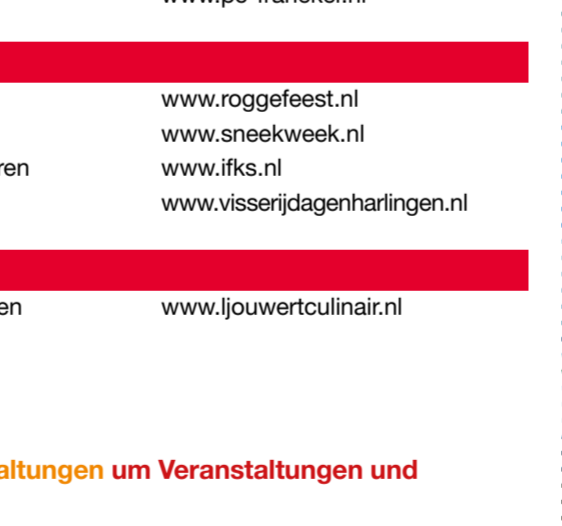 www.roggefeest.nl
www.sneekweek.nl
ren www.ifks.nl
www.visserijdagenharlingen.nl
en www.ljouwertculinair.nl
altungen um Veranstaltungen und